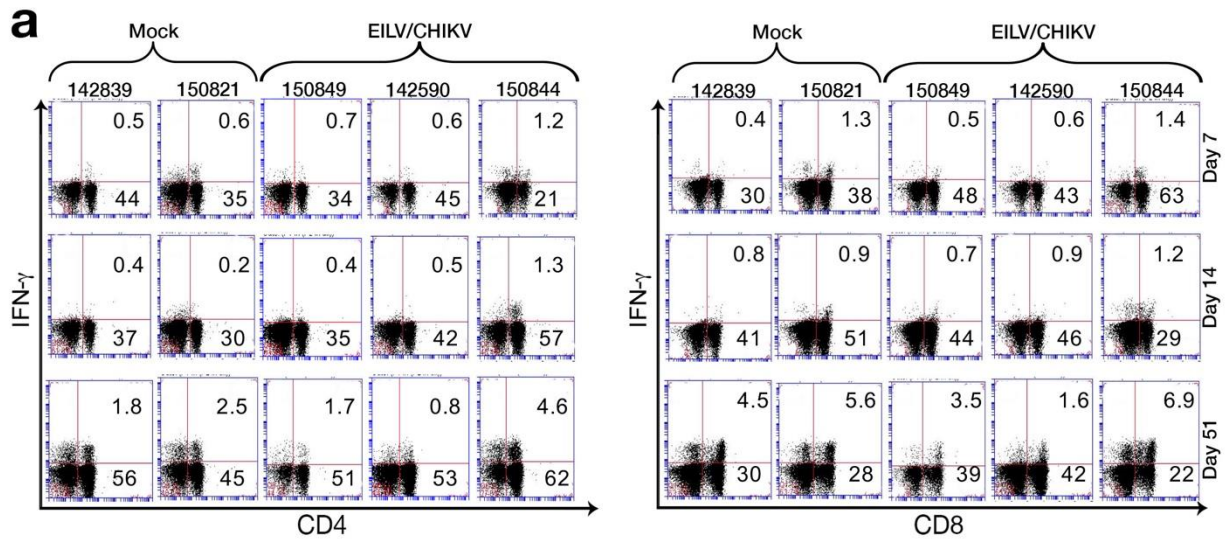 a
Mock EILV/CHIKV
142839 150821 150849 142590 150844
0.5 0.6 0.7 0.6 1.2
44 35 34 45 21
0.4 0.2 0.4 0.5 1.3
37 30 35 42 57
1.8 2.5 1.7 0.8 4.6
56 45 51 53 62
IFN-γ
CD4
Mock EILV/CHIKV
142839 150821 150849 142590 150844
0.4 1.3 0.5 0.6 1.4
30 38 48 43 63
Day 7
0.8 0.9 0.7 0.9 1.2
41 51 44 46 29
Day 14
4.5 5.6 3.5 1.6 6.9
30 28 39 42 22
Day 51
IFN-γ
CD8